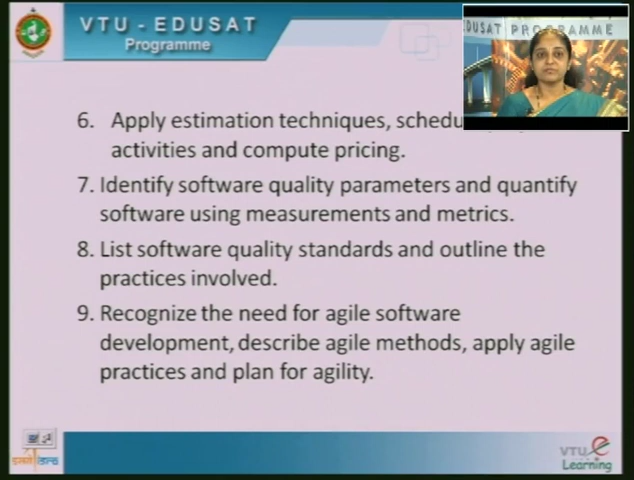 VTU - EDUSAT
Programme
EDUSAT PROGRAMME
6. Apply estimation techniques, schedu
activities and compute pricing.
7. Identify software quality parameters and quantify
software using measurements and metrics.
8. List software quality standards and outline the
practices involved.
9. Recognize the need for agile software
development, describe agile methods, apply agile
practices and plan for agility.
VTU e
Learning